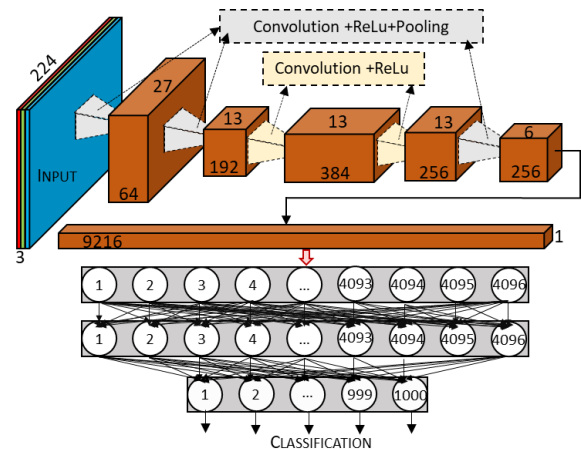 Convolution +ReLu+Pooling
Convolution +ReLu
224
INPUT
3
27
64
13
192
13
384
13
256
6
256
9216
1
1 2 3 4 ... 4093 4094 4095 4096
1 2 3 4 ... 4093 4094 4095 4096
1 2 ... 999 1000
CLASSIFICATION